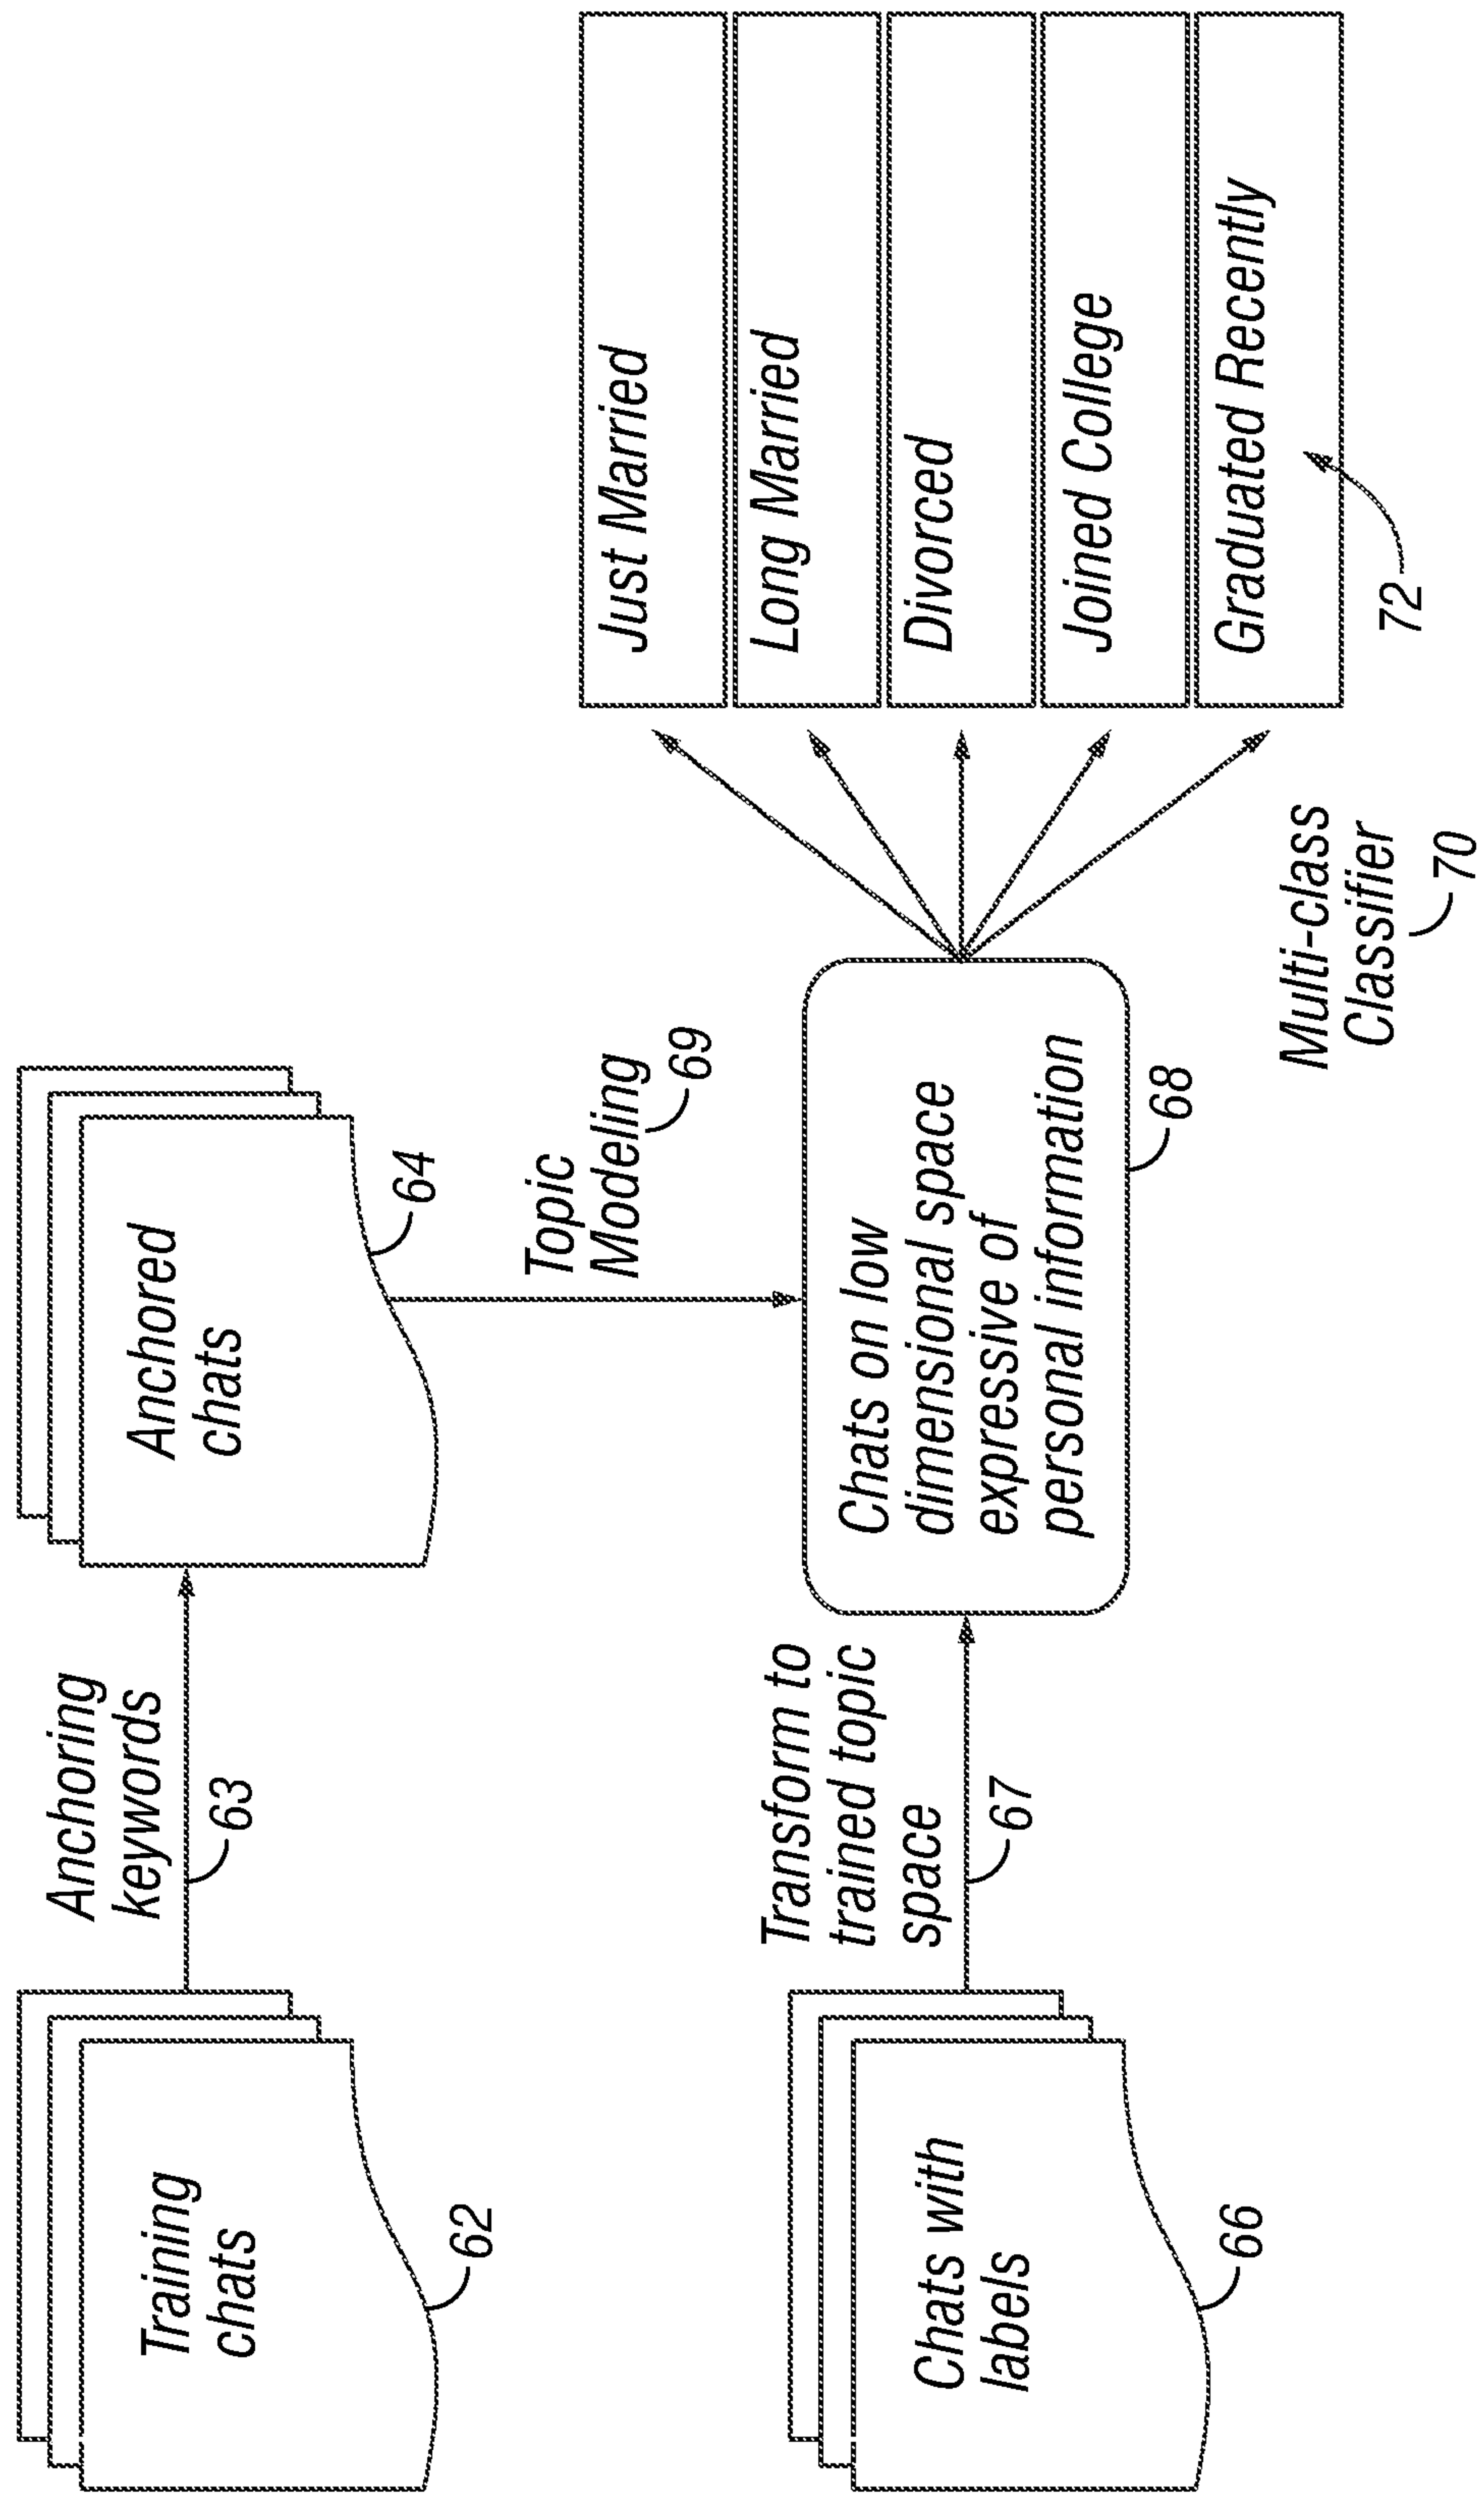 Training
chats
62
Anchoring
keywords
63
Anchored
chats
64
Topic
Modeling
69
Chats with
labels
66
Transform to
trained topic
space
67
Chats on low
dimensional space
expressive of
personal information
68
Multi-class
Classifier
70
Just Married
Long Married
Divorced
Joined College
Graduated Recently
72